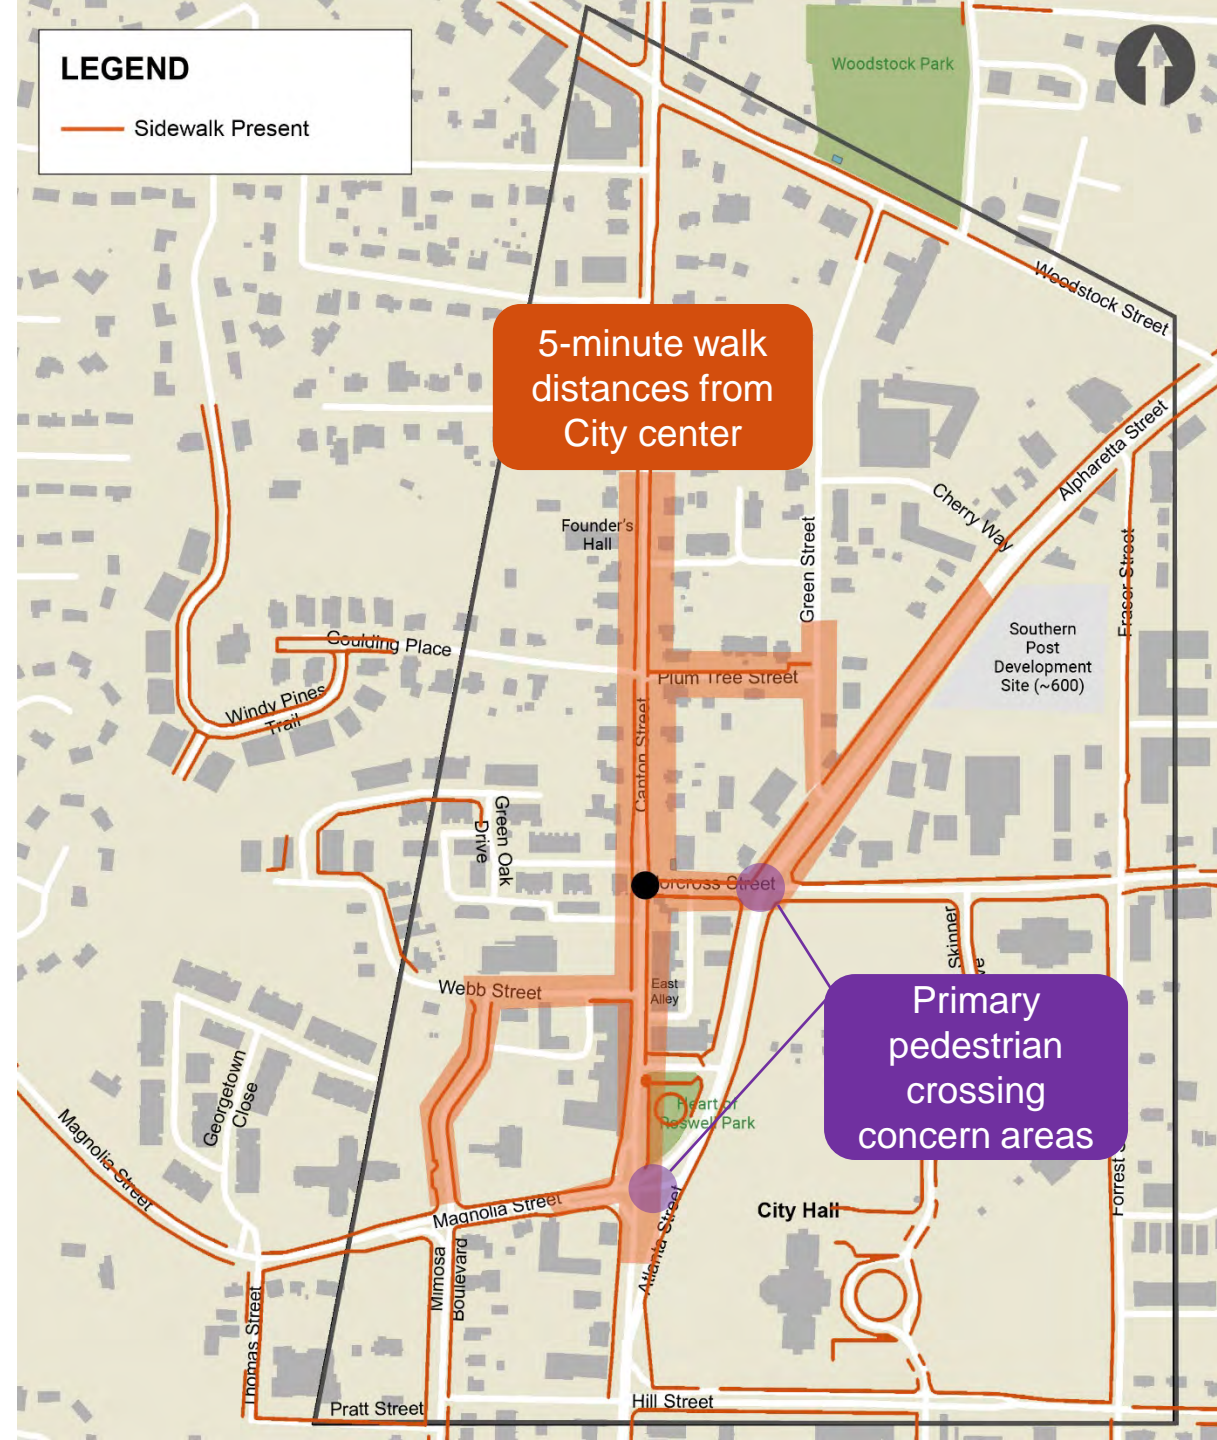 LEGEND
Sidewalk Present
Woodstock Park
Woodstock Street
5-minute walk
distances from
City center
Alpharetta Street
Cherry Way
Founder's
Hall
Green Street
Fraser Street
Southern
Post
Development
Site (~600)
Goulding Place
Plum Tree Street
Windy Pines
Trail
Canton Street
Green Oak
Drive
orcross Street
Skinner
ve
Webb Street
East
Alley
Primary
pedestrian
crossing
concern areas
Georgetown
Close
Heart of
Roswell Park
Magnolia Street
Magnolia Street
City Hall
Forrest S
Atlanta Street
Mimosa
Boulevard
Thomas Street
Pratt Street
Hill Street